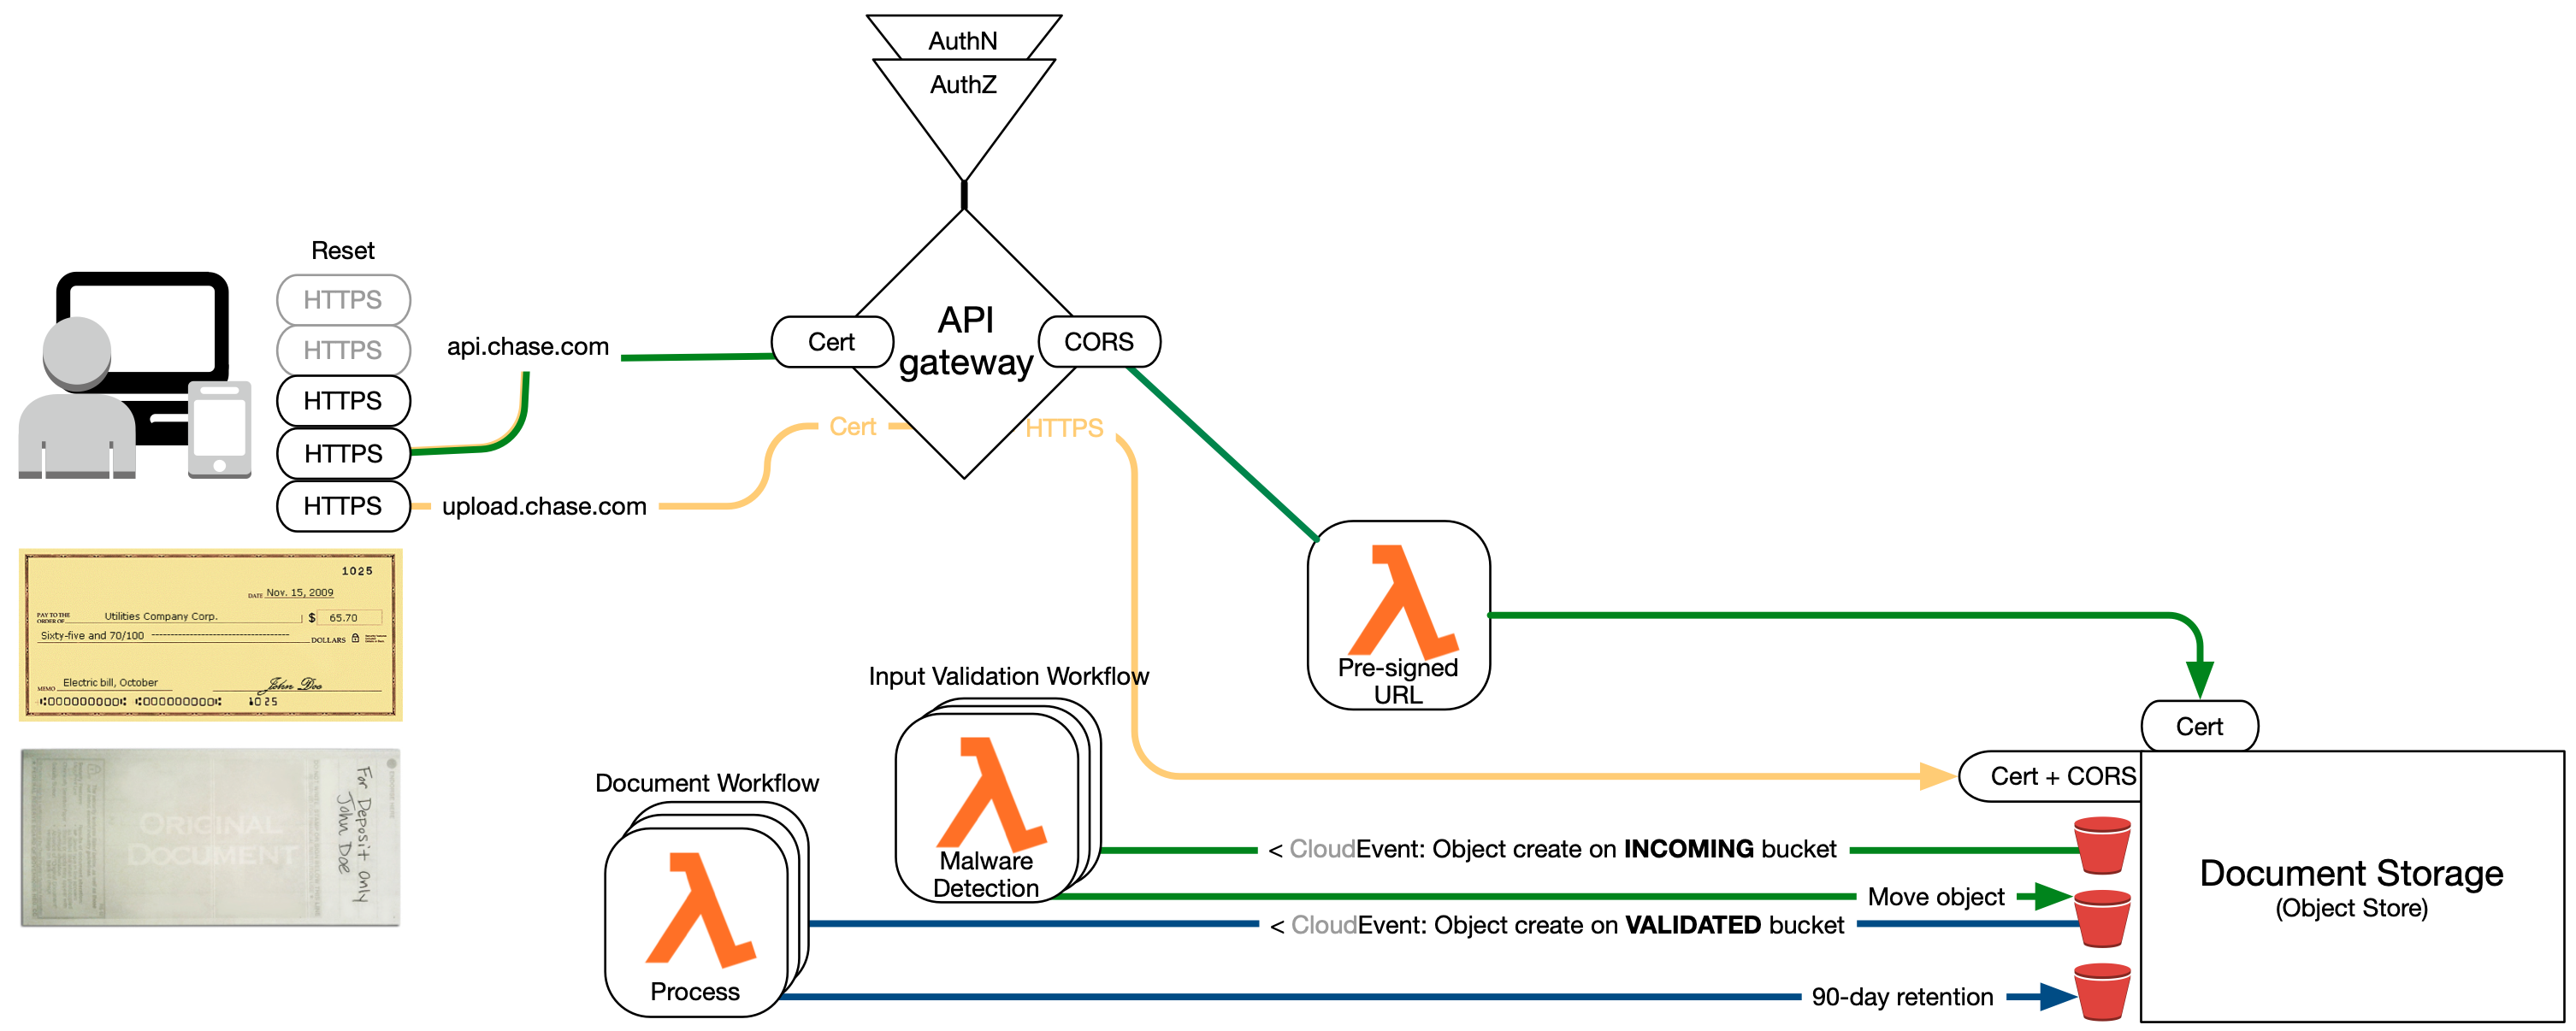 AuthN
AuthZ
Reset
HTTPS
HTTPS
HTTPS
HTTPS
HTTPS
api.chase.com
upload.chase.com
Cert
API
gateway
CORS
Cert
HTTPS
1025
DATE Nov. 15, 2009
PAY TO THE
ORDER OF
Utilities Company Corp.
$ 65.70
Sixty-five and 70/100
DOLLARS
MEMO Electric bill, October
John Doe
⑆000000000⑆ ⑆000000000⑆ 1025
ORIGINAL
DOCUMENT
For Deposit Only
John Doe
Pre-signed
URL
Input Validation Workflow
Malware
Detection
Document Workflow
Process
Cert
Cert + CORS
< CloudEvent: Object create on INCOMING bucket
Move object
< CloudEvent: Object create on VALIDATED bucket
90-day retention
Document Storage
(Object Store)